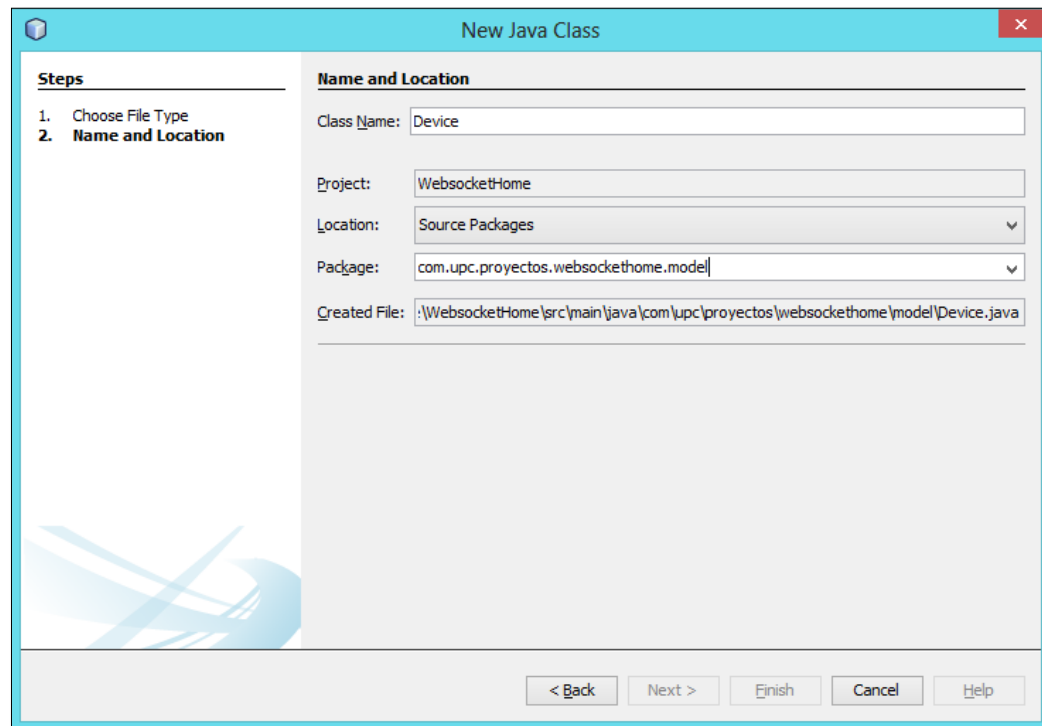 New Java Class
Steps
1. Choose File Type
2. Name and Location
Name and Location
Class Name: Device
Project: WebsocketHome
Location: Source Packages
Package: com.upc.proyectos.websockethome.model
Created File: :\WebsocketHome\src\main\java\com\upc\proyectos\websockethome\model\Device.java
< Back Next > Finish Cancel Help